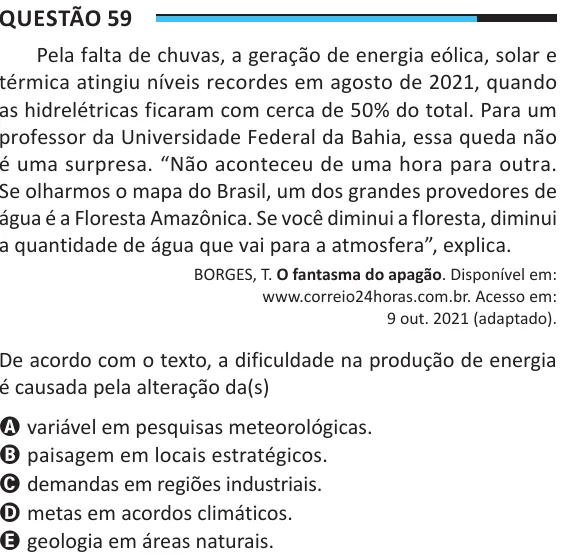 QUESTÃO 59
Pela falta de chuvas, a geração de energia eólica, solar e
térmica atingiu níveis recordes em agosto de 2021, quando
as hidrelétricas ficaram com cerca de 50% do total. Para um
professor da Universidade Federal da Bahia, essa queda não
é uma surpresa. “Não aconteceu de uma hora para outra.
Se olharmos o mapa do Brasil, um dos grandes provedores de
água é a Floresta Amazônica. Se você diminui a floresta, diminui
a quantidade de água que vai para a atmosfera”, explica.
BORGES, T. O fantasma do apagão. Disponível em:
www.correio24horas.com.br. Acesso em:
9 out. 2021 (adaptado).
De acordo com o texto, a dificuldade na produção de energia
é causada pela alteração da(s)
A variável em pesquisas meteorológicas.
B paisagem em locais estratégicos.
C demandas em regiões industriais.
D metas em acordos climáticos.
E geologia em áreas naturais.